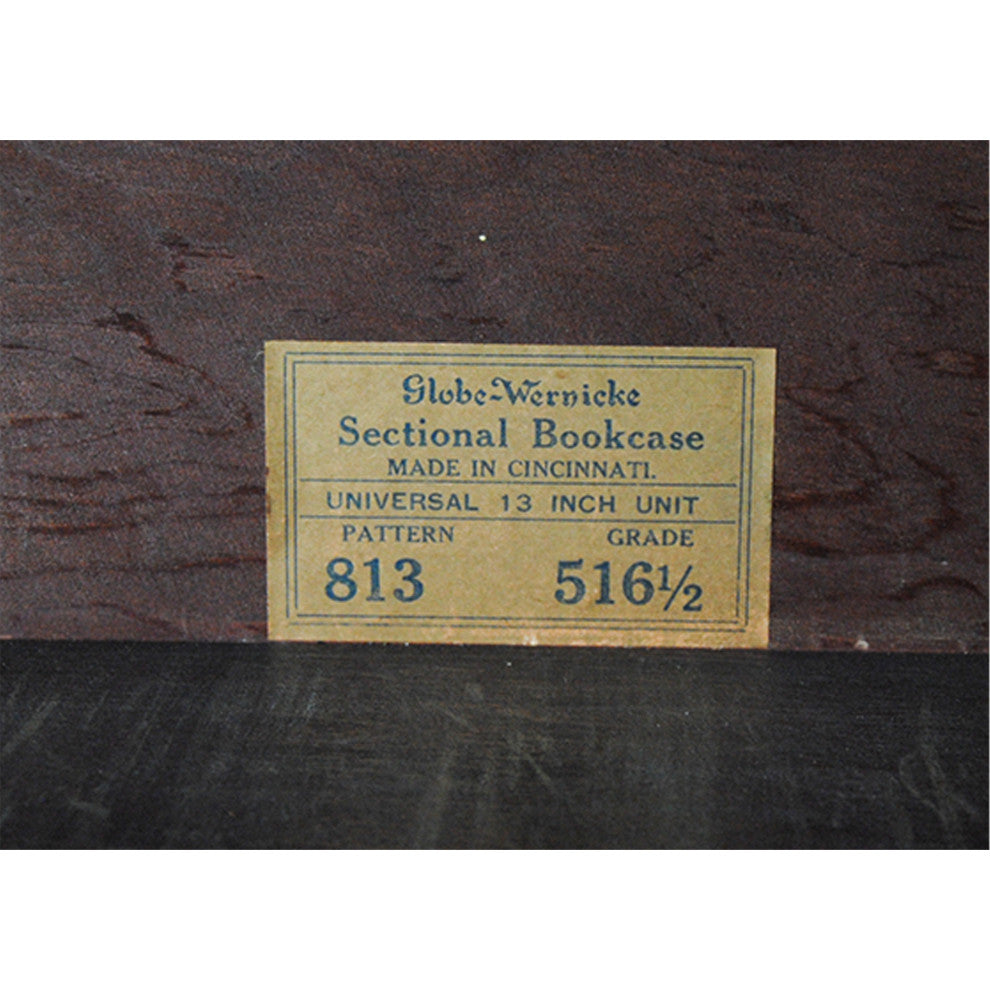 Globe-Wernicke
Sectional Bookcase
MADE IN CINCINNATI.
UNIVERSAL 13 INCH UNIT
PATTERN GRADE
813 516½